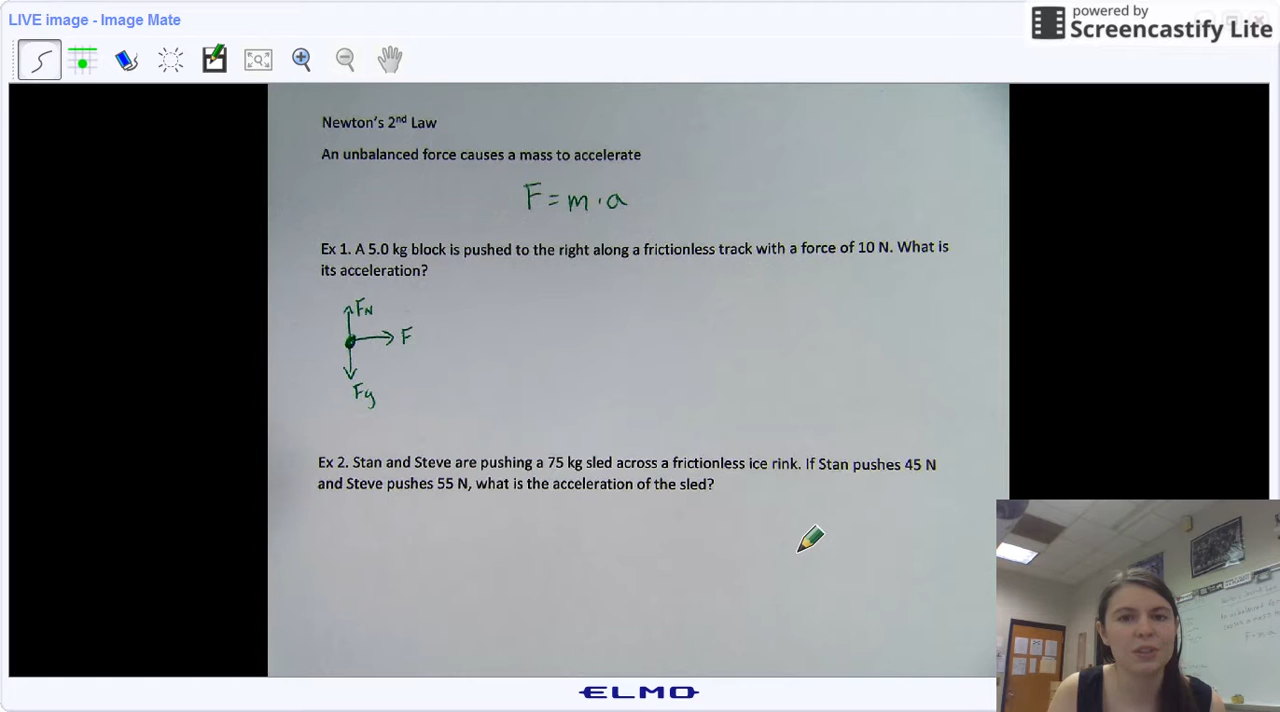 LIVE image - Image Mate
powered by
Screencastify Lite
Newton's 2nd Law
An unbalanced force causes a mass to accelerate
F = m · a
Ex 1. A 5.0 kg block is pushed to the right along a frictionless track with a force of 10 N. What is
its acceleration?
FN
F
Fg
Ex 2. Stan and Steve are pushing a 75 kg sled across a frictionless ice rink. If Stan pushes 45 N
and Steve pushes 55 N, what is the acceleration of the sled?
ELMO